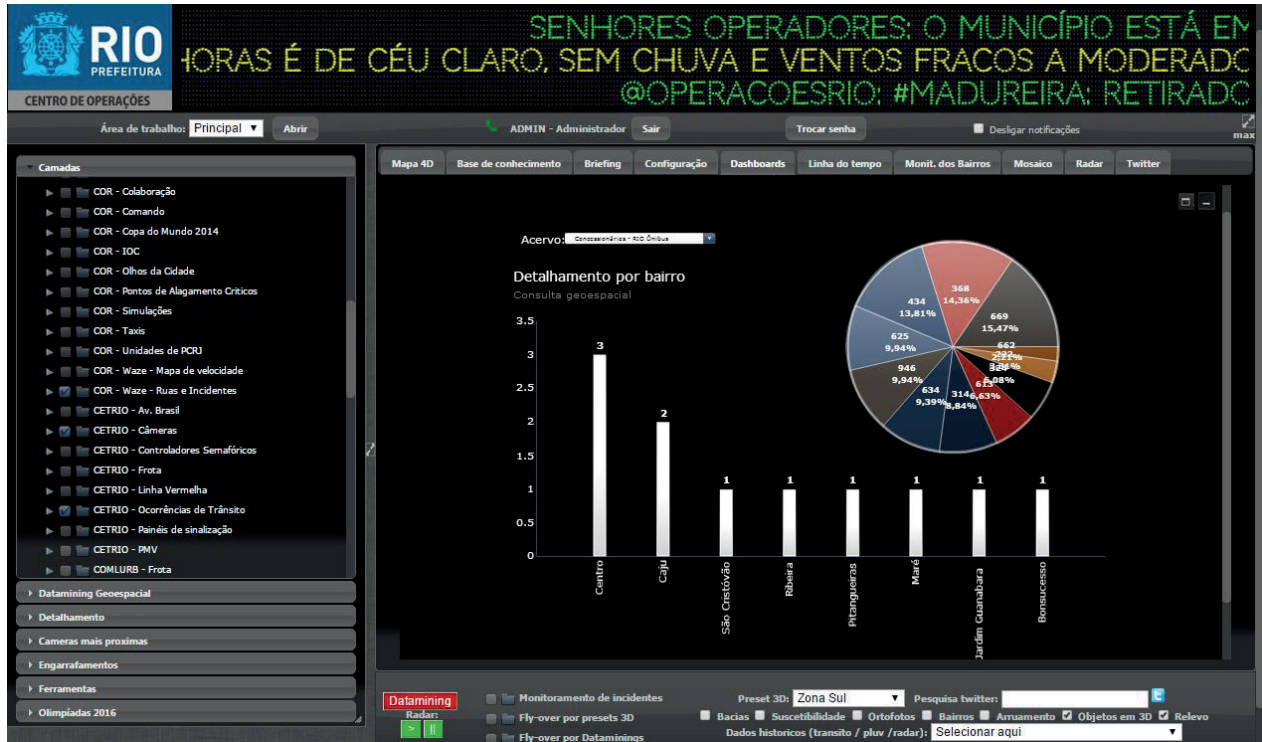 RIO
PREFEITURA
CENTRO DE OPERAÇÕES
SENHORES OPERADORES: O MUNICÍPIO ESTÁ EM
HORAS É DE CÉU CLARO, SEM CHUVA E VENTOS FRACOS A MODERADO
@OPERACOESRIO: #MADUREIRA: RETIRADO
Área de trabalho: Principal Abrir ADMIN - Administrador Sair Trocar senha Desligar notificações max
Camadas
COR - Colaboração
COR - Comando
COR - Copa do Mundo 2014
COR - IOC
COR - Olhos da Cidade
COR - Pontos de Alagamento Criticos
COR - Simulações
COR - Taxis
COR - Unidades de PCRJ
COR - Waze - Mapa de velocidade
COR - Waze - Ruas e Incidentes
CETRIO - Av. Brasil
CETRIO - Câmeras
CETRIO - Controladores Semafóricos
CETRIO - Frota
CETRIO - Linha Vermelha
CETRIO - Ocorrências de Trânsito
CETRIO - Painéis de sinalização
CETRIO - PMV
COMLURB - Frota
Datamining Geoespacial
Detalhamento
Cameras mais proximas
Engarrafamentos
Ferramentas
Olimpíadas 2016
Mapa 4D Base de conhecimento Briefing Configuração Dashboards Linha do tempo Monit. dos Bairros Mosaico Radar Twitter
Acervo: Concessionárias - RIO Ônibus
Detalhamento por bairro
Consulta geoespacial
3.5
3
2.5
2
1.5
1
0.5
0
3
2
1
1
1
1
1
1
Centro
Caju
São Cristóvão
Ribeira
Pitangueiras
Maré
Jardim Guanabara
Bonsucesso
368
14,36%
434
13,81%
669
15,47%
625
9,94%
662
946
9,94%
6,08%
634
9,39%
314
8,84%
613
6,63%
Datamining
Radar:
> ||
Monitoramento de incidentes
Fly-over por presets 3D
Fly-over por Dataminings
Preset 3D: Zona Sul Pesquisa twitter:
Bacias Suscetibilidade Ortofotos Bairros Arruamento Objetos em 3D Relevo
Dados historicos (transito / pluv /radar): Selecionar aqui